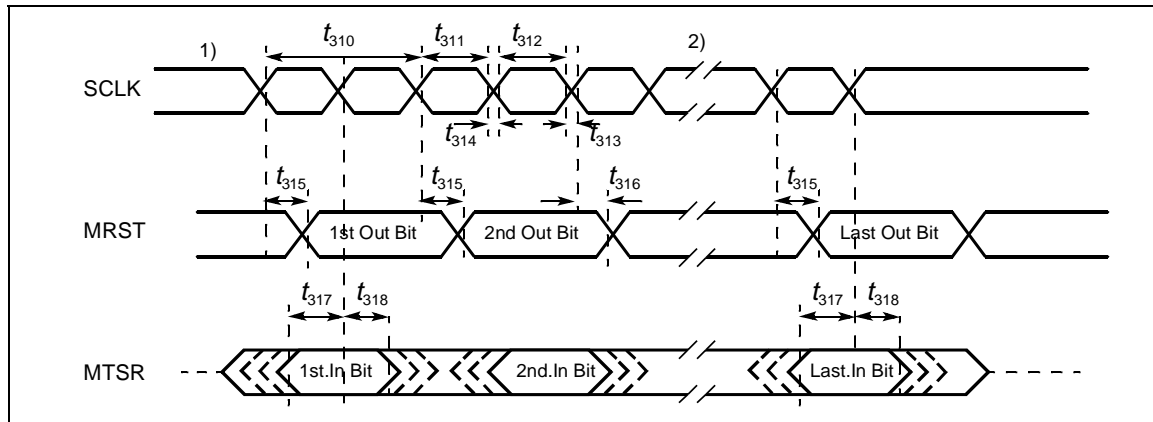 1) t310 t311 t312 2)
SCLK
t314 t313
t315 t315 t316 t315
MRST 1st Out Bit 2nd Out Bit Last Out Bit
t317 t318 t317 t318
MTSR 1st.In Bit 2nd.In Bit Last.In Bit